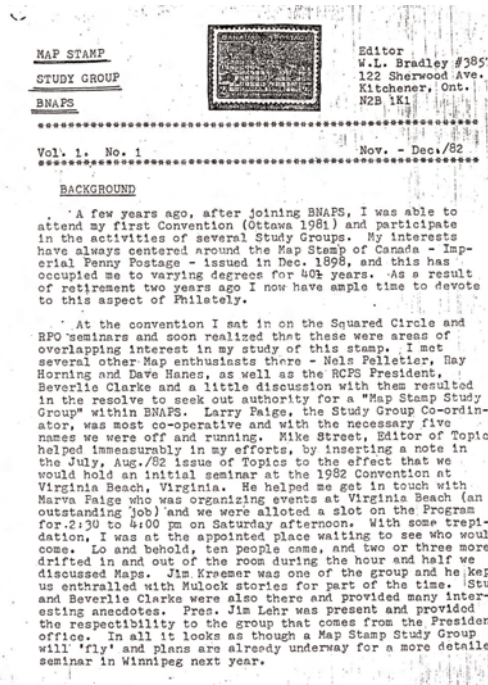 MAP STAMP
STUDY GROUP
BNAPS
Editor
W.L. Bradley #3857
122 Sherwood Ave.
Kitchener, Ont.
N2B 1K1
Vol. 1. No. 1
Nov. - Dec./82
BACKGROUND
A few years ago, after joining BNAPS, I was able to
attend my first Convention (Ottawa 1981) and participate
in the activities of several Study Groups. My interests
have always centered around the Map Stamp of Canada - Imp-
erial Penny Postage - issued in Dec. 1898, and this has
occupied me to varying degrees for 40½ years. As a result
of retirement two years ago I now have ample time to devote
to this aspect of Philately.
At the convention I sat in on the Squared Circle and
RPO seminars and soon realized that these were areas of
overlapping interest in my study of this stamp. I met
several other Map enthusiasts there - Nels Pelletier, Ray
Horning and Dave Hanes, as well as the RCPS President,
Beverlie Clarke and a little discussion with them resulted
in the resolve to seek out authority for a "Map Stamp Study
Group" within BNAPS. Larry Paige, the Study Group Co-ordin-
ator, was most co-operative and with the necessary five
names we were off and running. Mike Street, Editor of Topic
helped immeasurably in my efforts, by inserting a note in
the July, Aug./82 issue of Topics to the effect that we
would hold an initial seminar at the 1982 Convention at
Virginia Beach, Virginia. He helped me get in touch with
Marva Paige who was organizing events at Virginia Beach (an
outstanding job) and we were alloted a slot on the Program
for 2:30 to 4:00 pm on Saturday afternoon. With some trepi-
dation, I was at the appointed place waiting to see who woul
come. Lo and behold, ten people came, and two or three more
drifted in and out of the room during the hour and half we
discussed Maps. Jim Kraemer was one of the group and he kep
us enthralled with Mulock stories for part of the time. Stu
and Beverlie Clarke were also there and provided many inter-
esting anecdotes. Pres. Jim Lehr was present and provided
the respectibility to the group that comes from the Presiden
office. In all it looks as though a Map Stamp Study Group
will 'fly' and plans are already underway for a more detaile
seminar in Winnipeg next year.